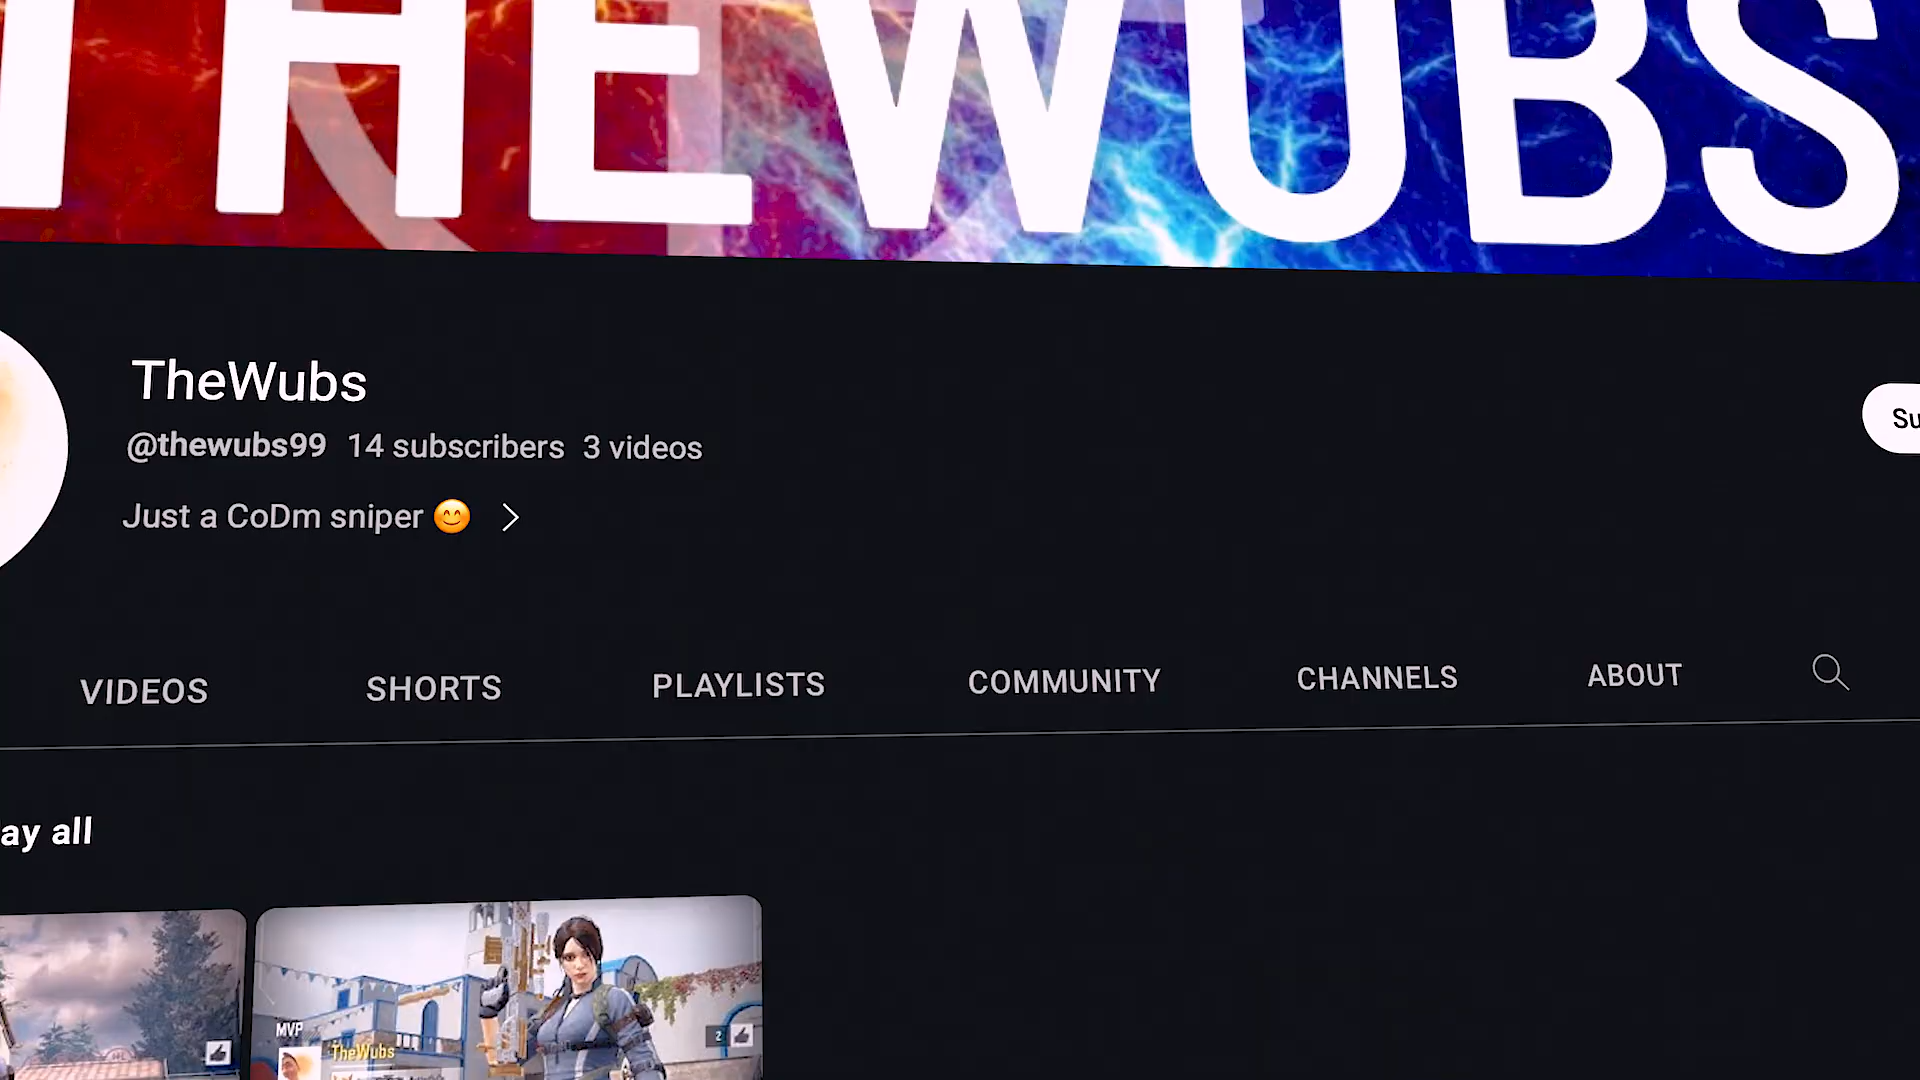 THEWUBS
TheWubs
@thewubs99 14 subscribers 3 videos
Just a CoDm sniper 😊 >
VIDEOS SHORTS PLAYLISTS COMMUNITY CHANNELS ABOUT
ay all
MVP
TheWubs
2